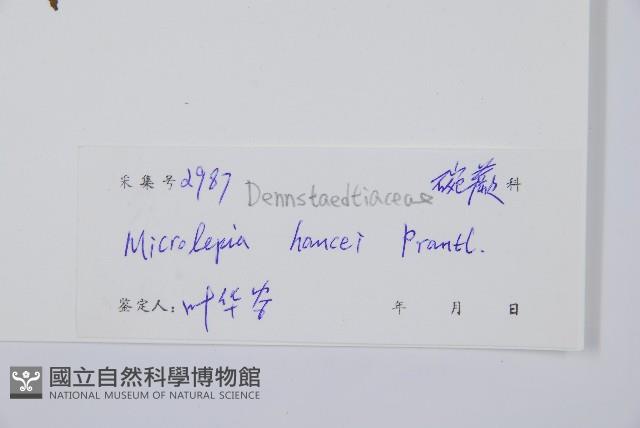 采集号 2987 Dennstaedtiaceae 碗蕨 科
Microlepia hancei Prantl.
鉴定人: 叶华谷
年 月 日
國立自然科學博物館
NATIONAL MUSEUM OF NATURAL SCIENCE